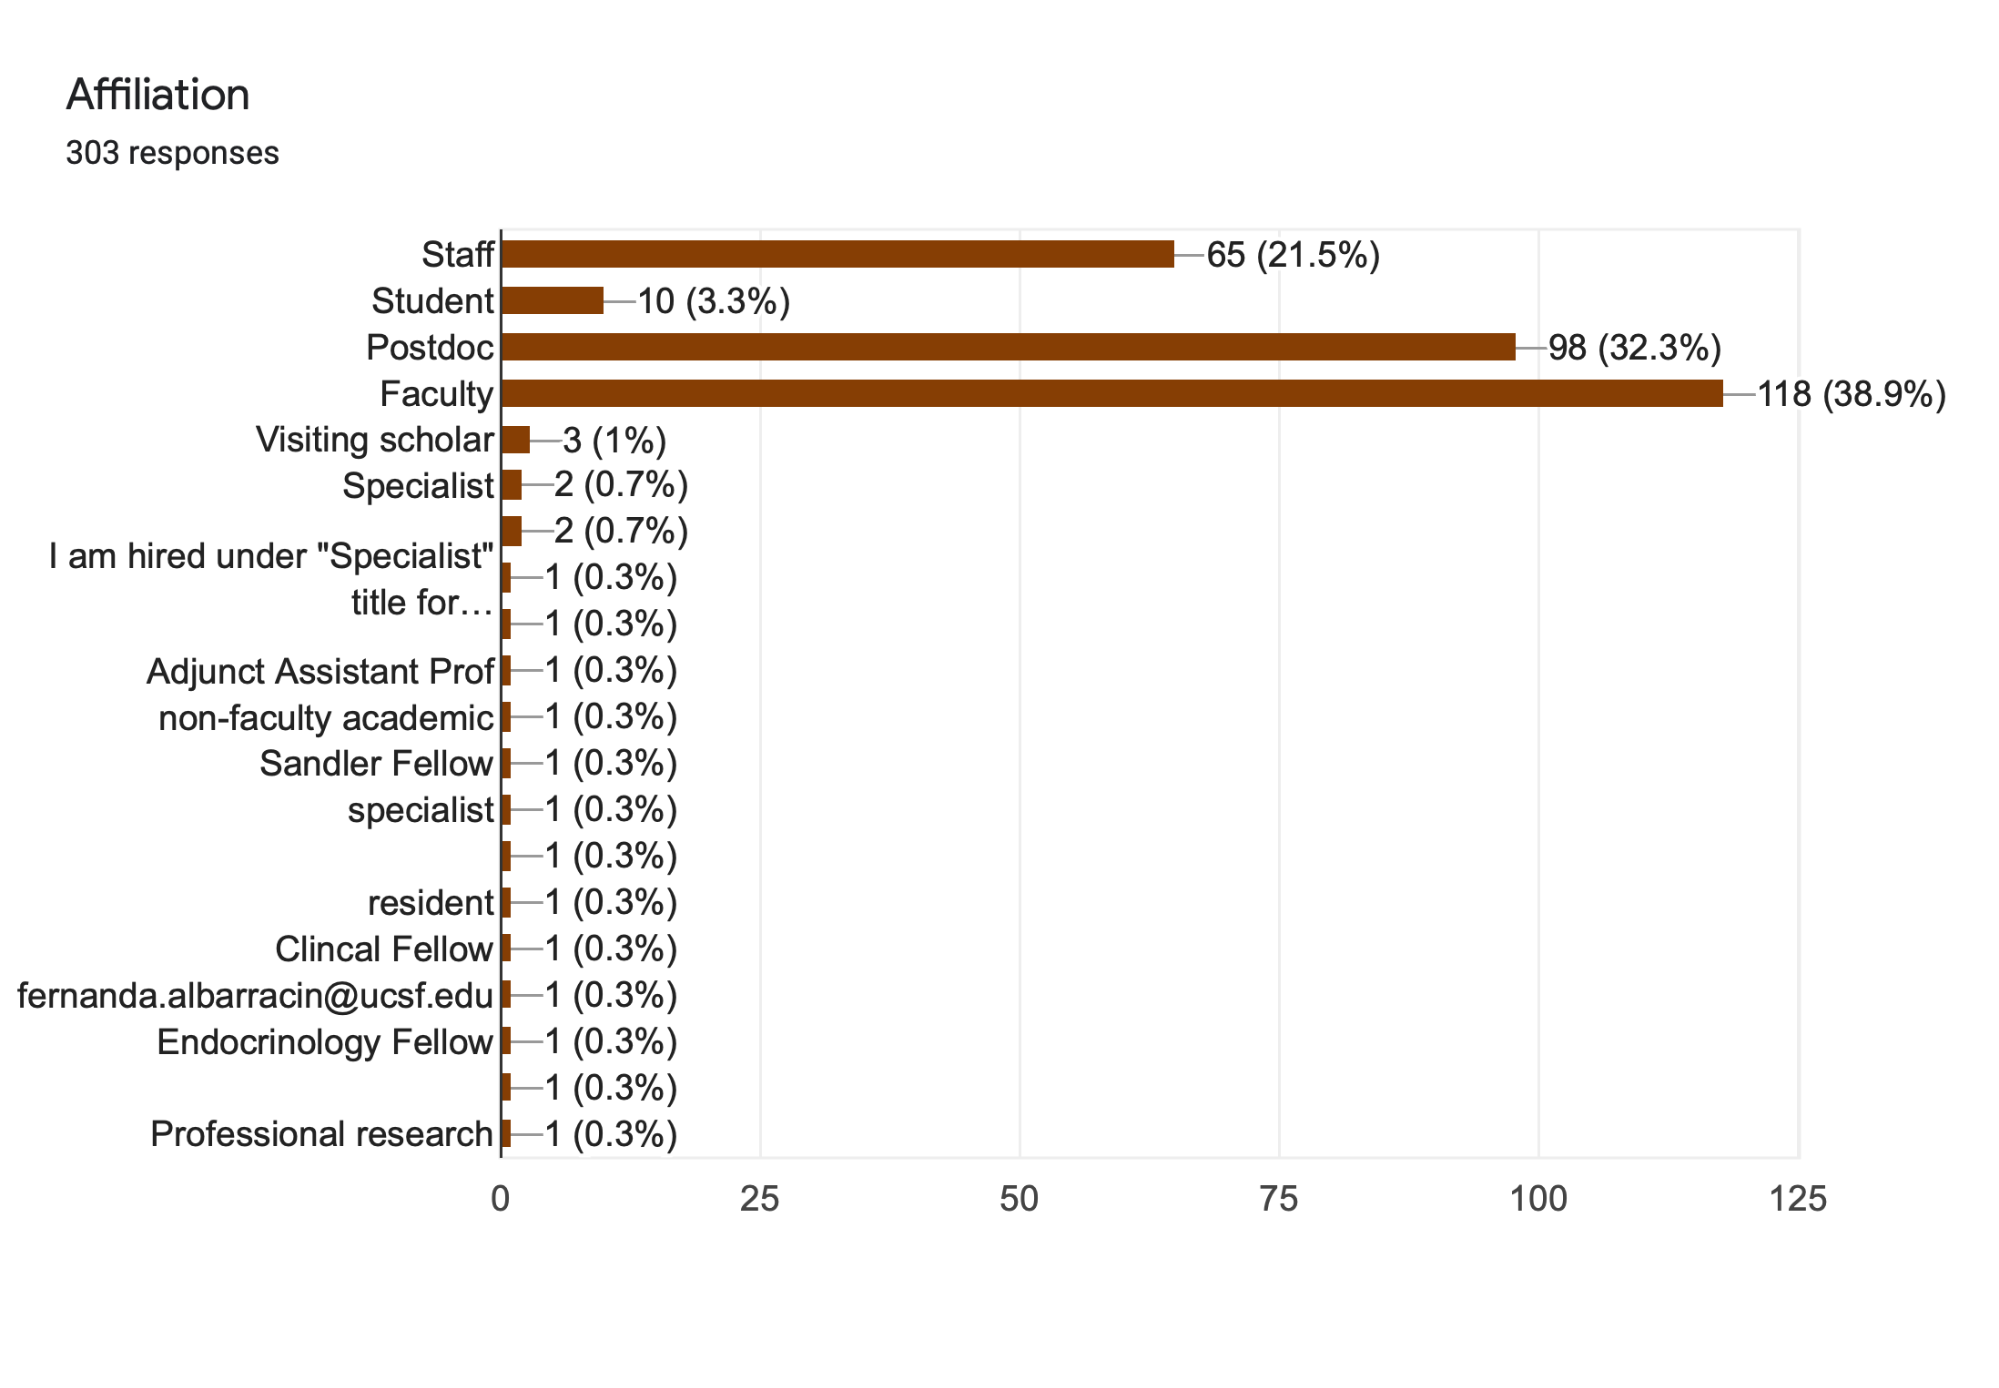 Affiliation
303 responses
Staff 65 (21.5%)
Student 10 (3.3%)
Postdoc 98 (32.3%)
Faculty 118 (38.9%)
Visiting scholar 3 (1%)
Specialist 2 (0.7%)
2 (0.7%)
I am hired under "Specialist"
1 (0.3%)
title for…
1 (0.3%)
Adjunct Assistant Prof 1 (0.3%)
non-faculty academic 1 (0.3%)
Sandler Fellow 1 (0.3%)
specialist 1 (0.3%)
1 (0.3%)
resident 1 (0.3%)
Clincal Fellow 1 (0.3%)
fernanda.albarracin@ucsf.edu 1 (0.3%)
Endocrinology Fellow 1 (0.3%)
1 (0.3%)
Professional research 1 (0.3%)
0 25 50 75 100 125